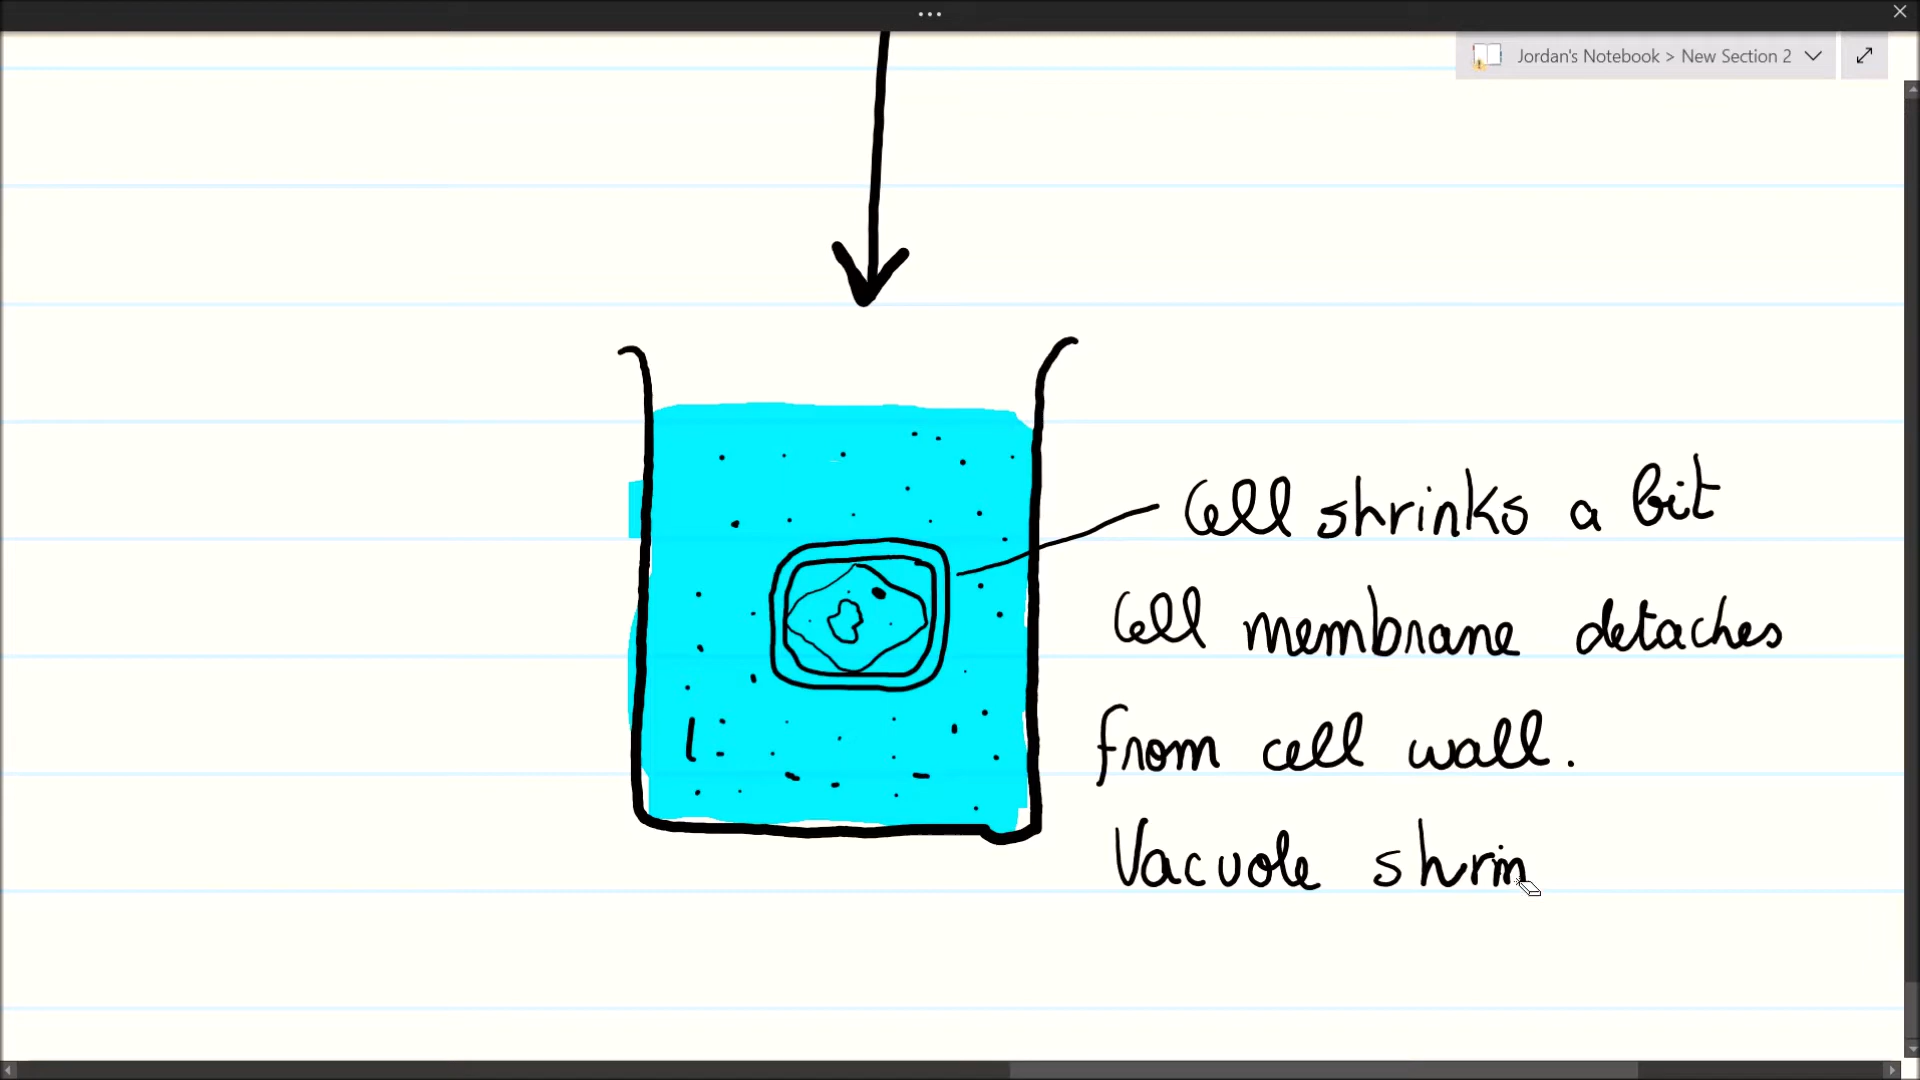 Jordan's Notebook > New Section 2
Cell shrinks a bit
Cell membrane detaches
from cell wall.
Vacuole shrin